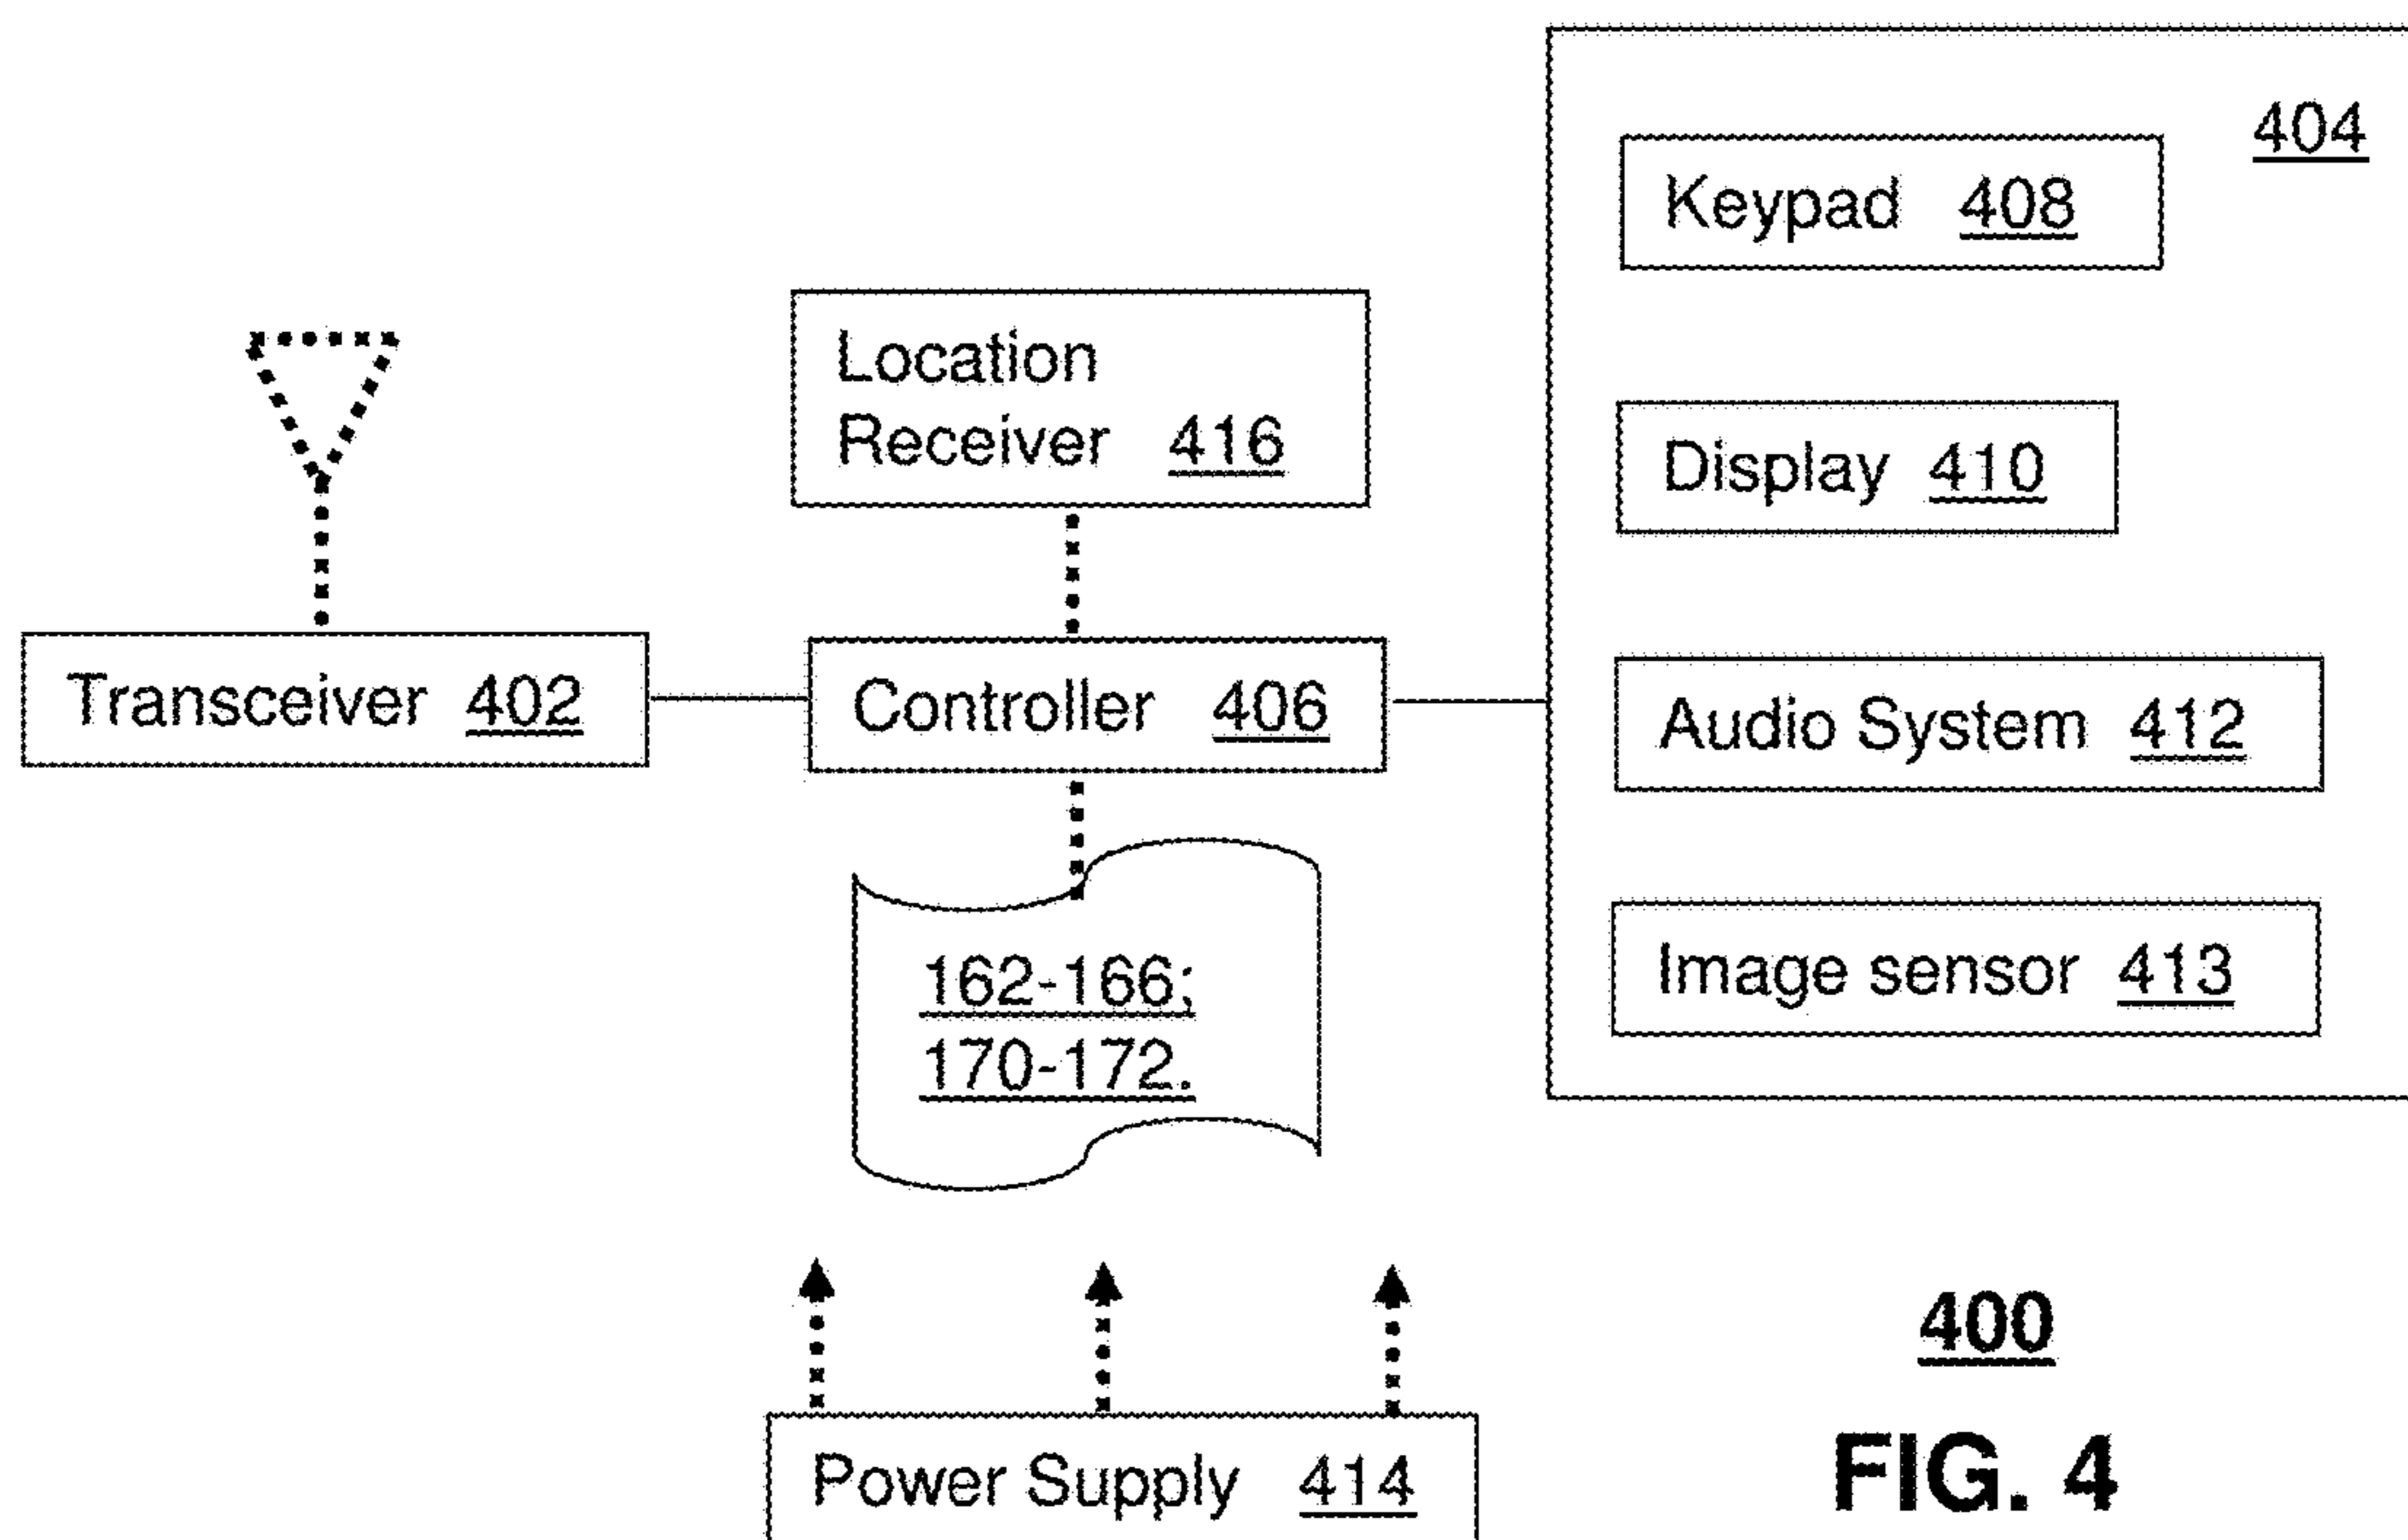 404
Keypad 408
Location
Receiver 416
Display 410
Transceiver 402
Controller 406
Audio System 412
162-166;
170-172.
Image sensor 413
400
Power Supply 414
FIG. 4